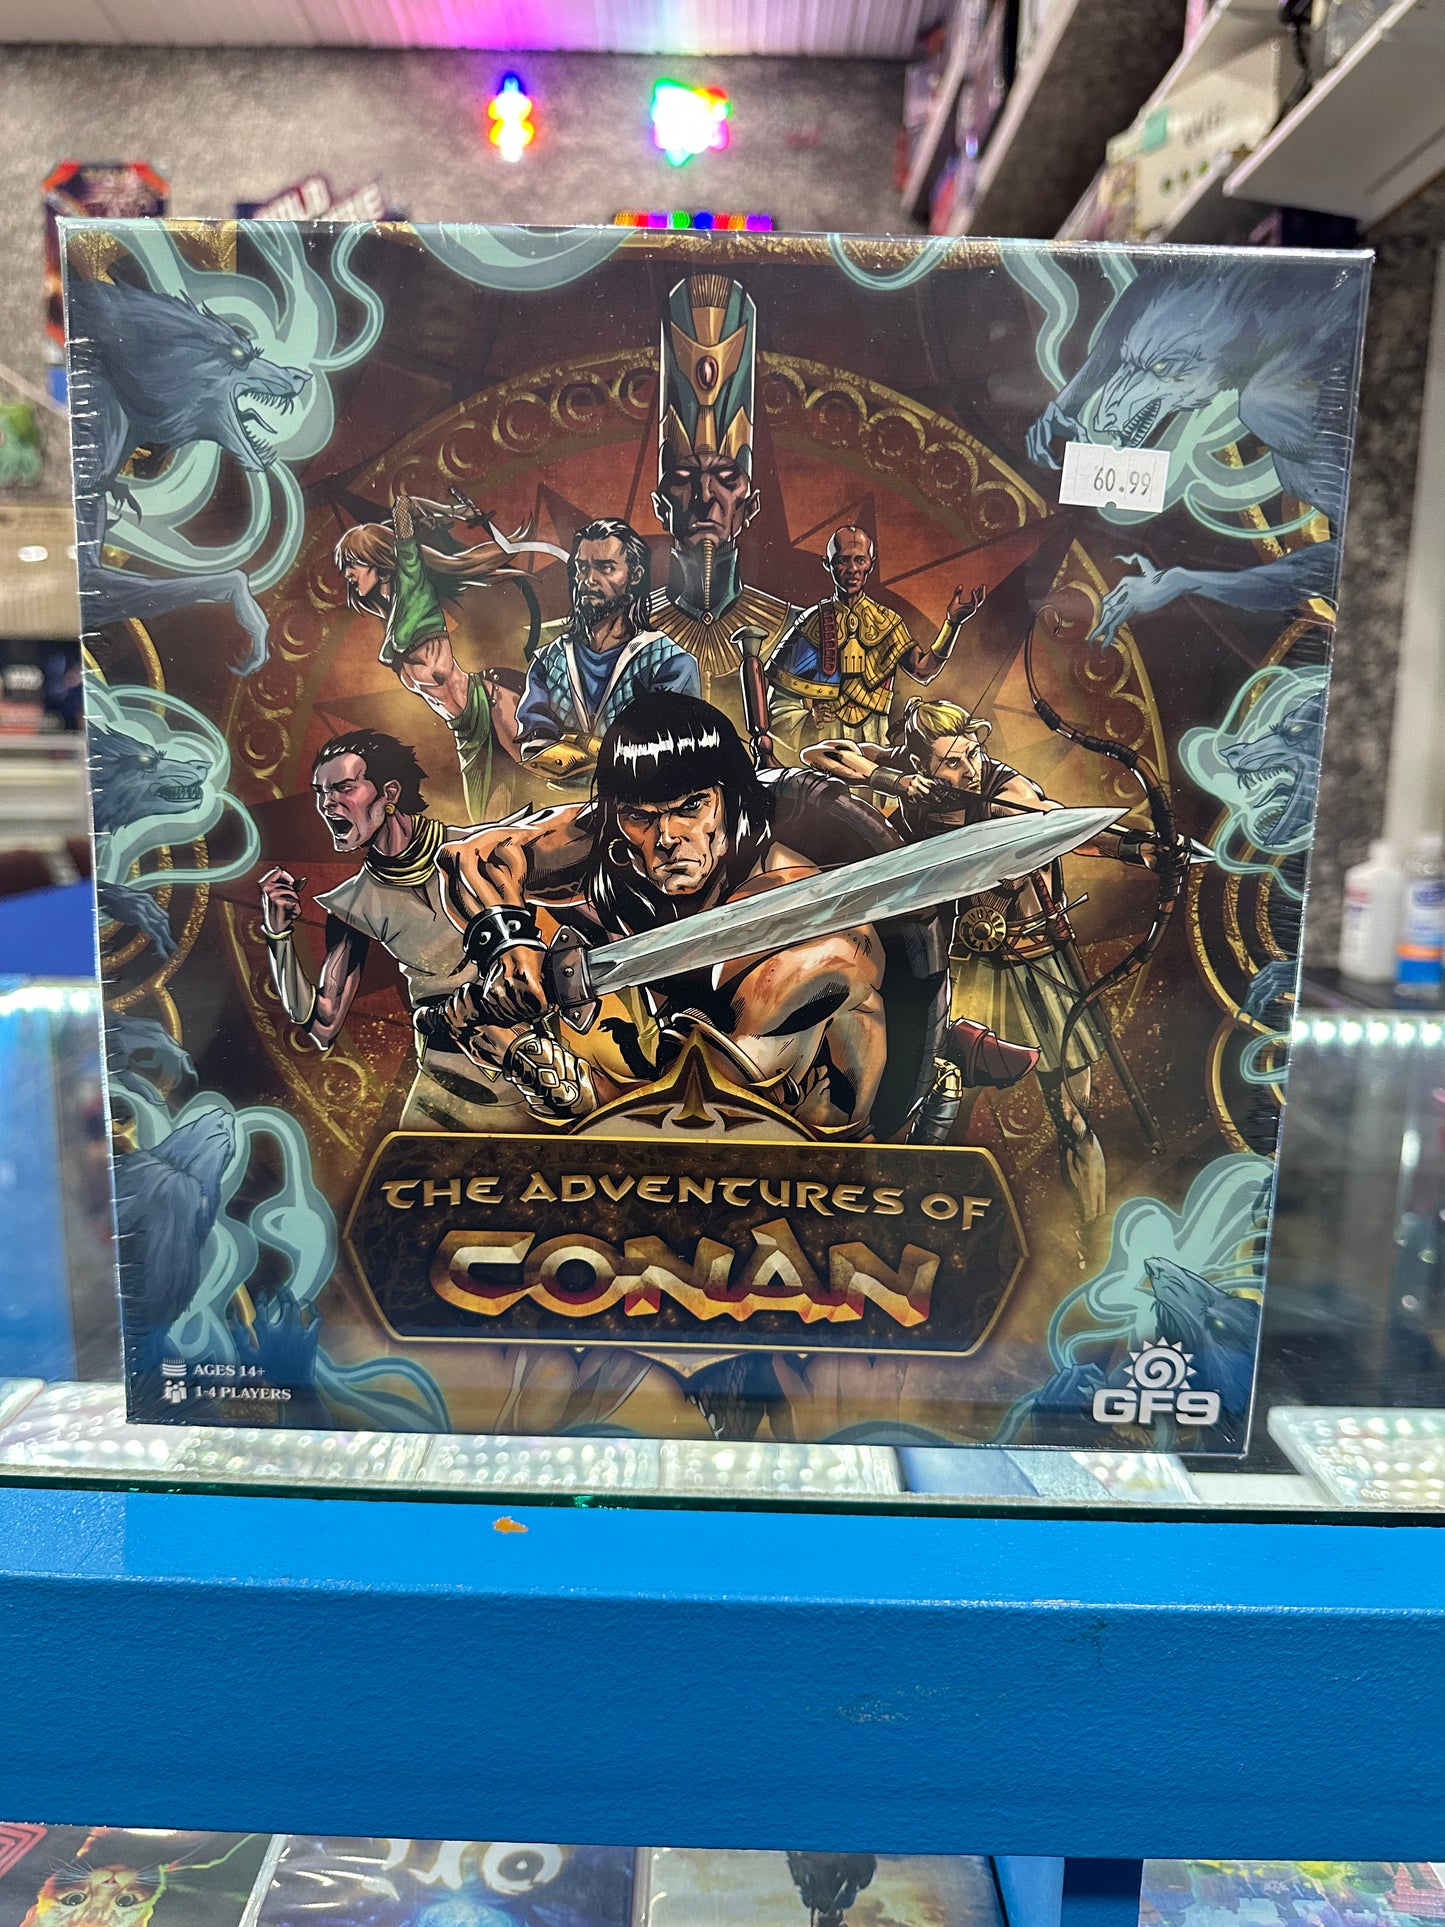 60.99
THE ADVENTURES OF
CONAN
AGES 14+
1-4 PLAYERS
GF9